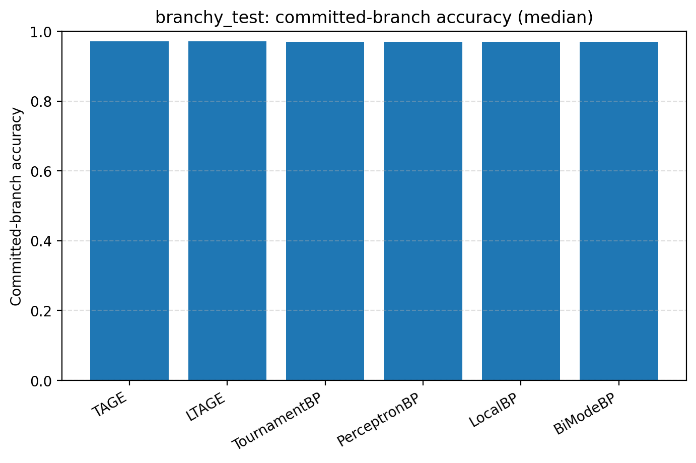 branchy_test: committed-branch accuracy (median)
Committed-branch accuracy
1.0
0.8
0.6
0.4
0.2
0.0
TAGE
LTAGE
TournamentBP
PerceptronBP
LocalBP
BiModeBP